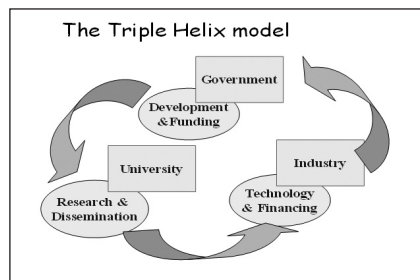 The Triple Helix model
Government
Development
&Funding
University
Industry
Research &
Dissemination
Technology
& Financing